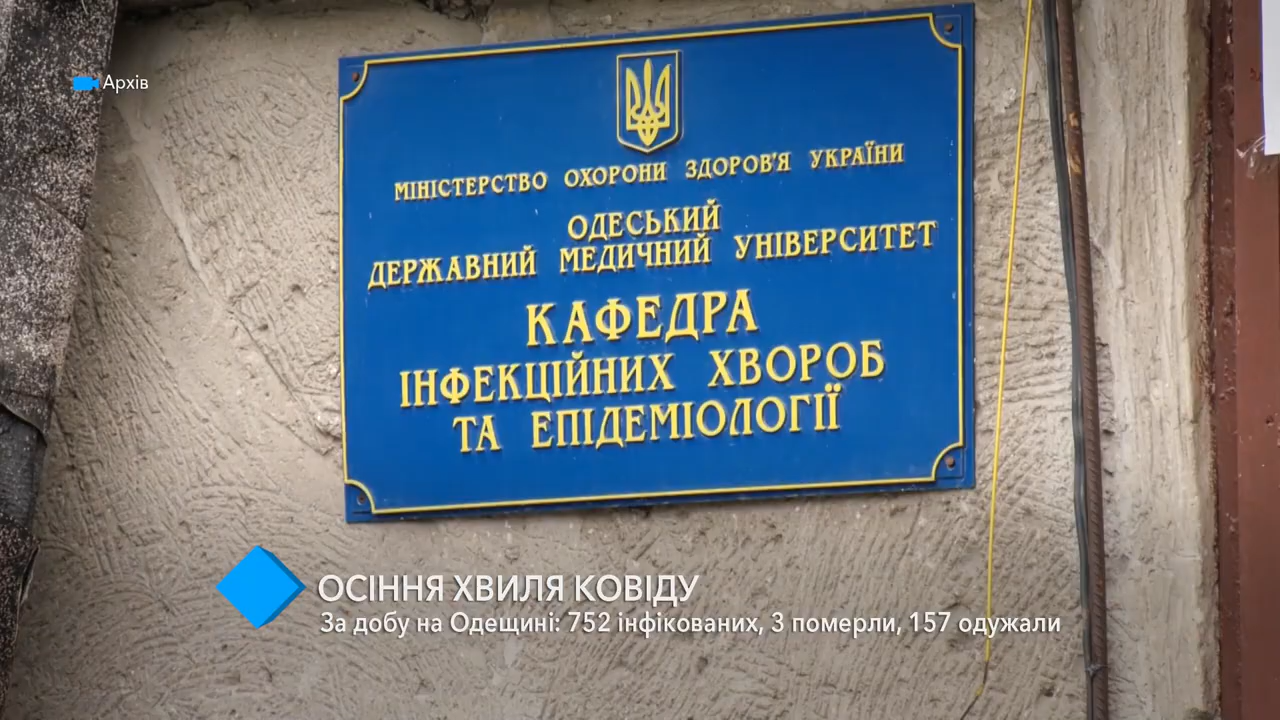 Архів
МІНІСТЕРСТВО ОХОРОНИ ЗДОРОВ'Я УКРАЇНИ
ОДЕСЬКИЙ
ДЕРЖАВНИЙ МЕДИЧНИЙ УНІВЕРСИТЕТ
КАФЕДРА
ІНФЕКЦІЙНИХ ХВОРОБ
ТА ЕПІДЕМІОЛОГІЇ
ОСІННЯ ХВИЛЯ КОВІДУ
За добу на Одещині: 752 інфікованих, 3 померли, 157 одужали